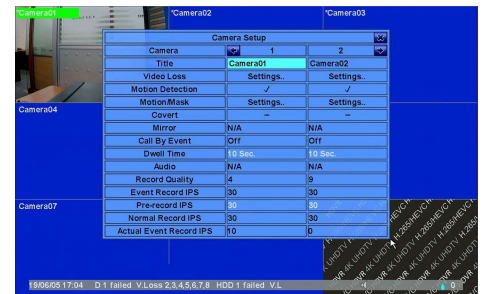 *Camera01 *Camera02 *Camera03
Camera Setup
Camera 1 2
Title Camera01 Camera02
Video Loss Settings.. Settings..
Motion Detection √ √
Motion/Mask Settings.. Settings..
Covert – –
Mirror N/A N/A
Camera04
Call By Event Off Off
Dwell Time 10 Sec. 10 Sec.
Audio N/A N/A
Record Quality 4 9
Event Record IPS 30 30
Camera07
Pre-record IPS 30 30
Normal Record IPS 30 30
Actual Event Record IPS 10 0
19/06/05 17:04 D 1 failed V.Loss 2,3,4,5,6,7,8 HDD 1 failed V.L 0